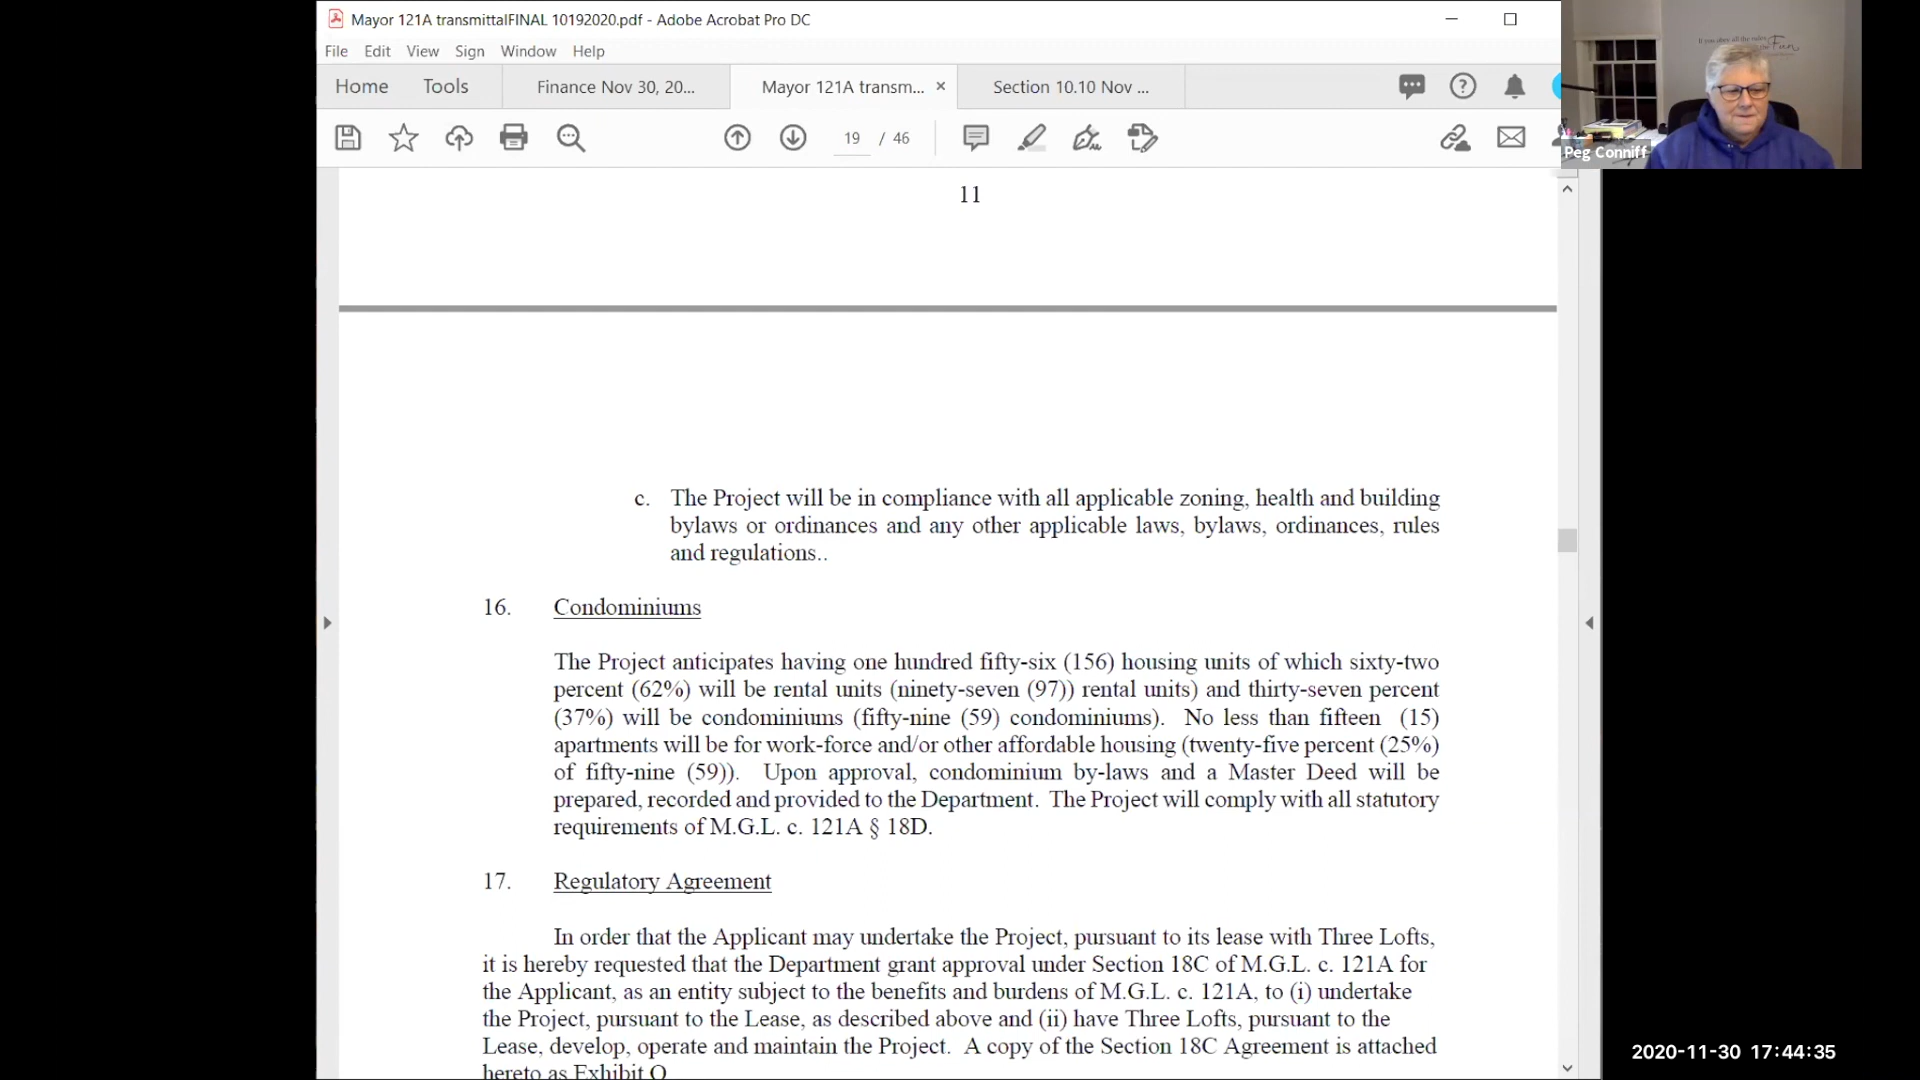 Mayor 121A transmittalFINAL 10192020.pdf - Adobe Acrobat Pro DC
File Edit View Sign Window Help
Home Tools Finance Nov 30, 20... Mayor 121A transm... × Section 10.10 Nov ...
19 / 46
If you obey all the rules
Fun
Peg Conniff
11
c. The Project will be in compliance with all applicable zoning, health and building
bylaws or ordinances and any other applicable laws, bylaws, ordinances, rules
and regulations..
16. Condominiums
The Project anticipates having one hundred fifty-six (156) housing units of which sixty-two
percent (62%) will be rental units (ninety-seven (97)) rental units) and thirty-seven percent
(37%) will be condominiums (fifty-nine (59) condominiums). No less than fifteen (15)
apartments will be for work-force and/or other affordable housing (twenty-five percent (25%)
of fifty-nine (59)). Upon approval, condominium by-laws and a Master Deed will be
prepared, recorded and provided to the Department. The Project will comply with all statutory
requirements of M.G.L. c. 121A § 18D.
17. Regulatory Agreement
In order that the Applicant may undertake the Project, pursuant to its lease with Three Lofts,
it is hereby requested that the Department grant approval under Section 18C of M.G.L. c. 121A for
the Applicant, as an entity subject to the benefits and burdens of M.G.L. c. 121A, to (i) undertake
the Project, pursuant to the Lease, as described above and (ii) have Three Lofts, pursuant to the
Lease, develop, operate and maintain the Project. A copy of the Section 18C Agreement is attached
hereto as Exhibit
2020-11-30 17:44:35